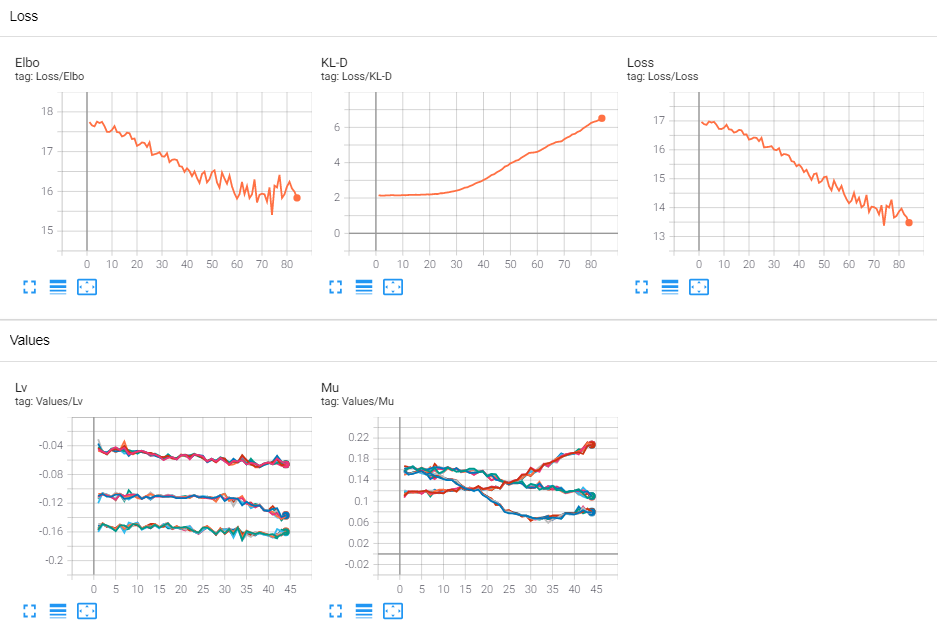 Loss
Elbo
tag: Loss/Elbo
18
17
16
15
0 10 20 30 40 50 60 70 80
KL-D
tag: Loss/KL-D
6
4
2
0
0 10 20 30 40 50 60 70 80
Loss
tag: Loss/Loss
17
16
15
14
13
0 10 20 30 40 50 60 70 80
Values
Lv
tag: Values/Lv
-0.04
-0.08
-0.12
-0.16
-0.2
0 5 10 15 20 25 30 35 40 45
Mu
tag: Values/Mu
0.22
0.18
0.14
0.1
0.06
0.02
-0.02
0 5 10 15 20 25 30 35 40 45